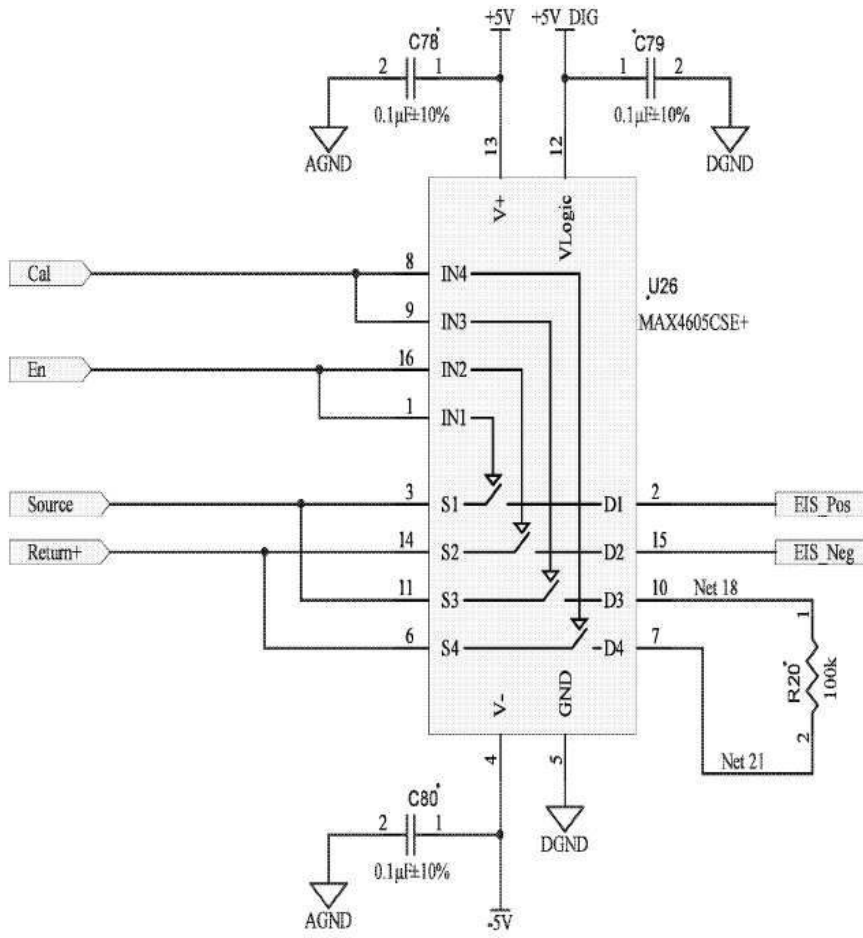 +5V +5V DIG
C78* *C79
2 1 1 2
0.1µF±10% 0.1µF±10%
13 12
AGND DGND
V+ VLogic
Cal 8 IN4
U26
9 IN3 MAX4605CSE+
En 16 IN2
1 IN1
Source 3 S1 D1 2 EIS_Pos
Return+ 14 S2 D2 15 EIS_Neg
11 S3 D3 10 Net 18
1
6 S4 D4 7
R20* 100k
V- GND
2
4 5 Net 21
C80*
2 1 DGND
0.1µF±10%
AGND -5V